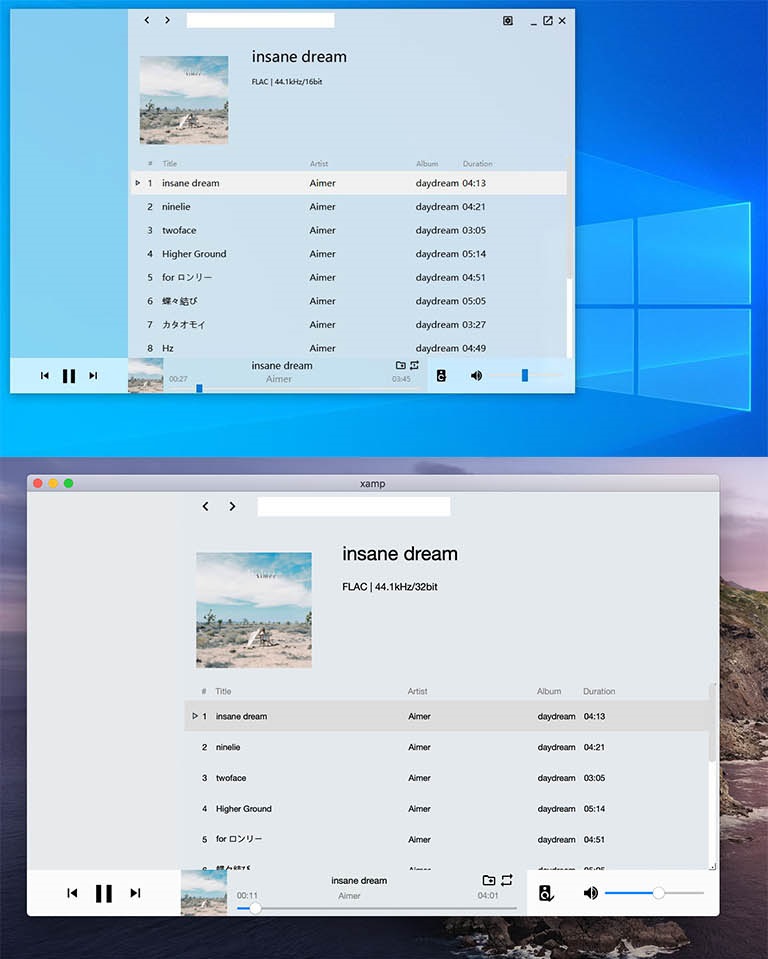 insane dream
FLAC | 44.1kHz/16bit
# Title Artist Album Duration
1 insane dream Aimer daydream 04:13
2 ninelie Aimer daydream 04:21
3 twoface Aimer daydream 03:05
4 Higher Ground Aimer daydream 05:14
5 for ロンリー Aimer daydream 04:51
6 蝶々結び Aimer daydream 05:05
7 カタオモイ Aimer daydream 03:27
8 Hz Aimer daydream 04:49
insane dream
00:27 Aimer 03:45
xamp
insane dream
Aimer
FLAC | 44.1kHz/32bit
# Title Artist Album Duration
1 insane dream Aimer daydream 04:13
2 ninelie Aimer daydream 04:21
3 twoface Aimer daydream 03:05
4 Higher Ground Aimer daydream 05:14
5 for ロンリー Aimer daydream 04:51
insane dream
00:11 Aimer 04:01